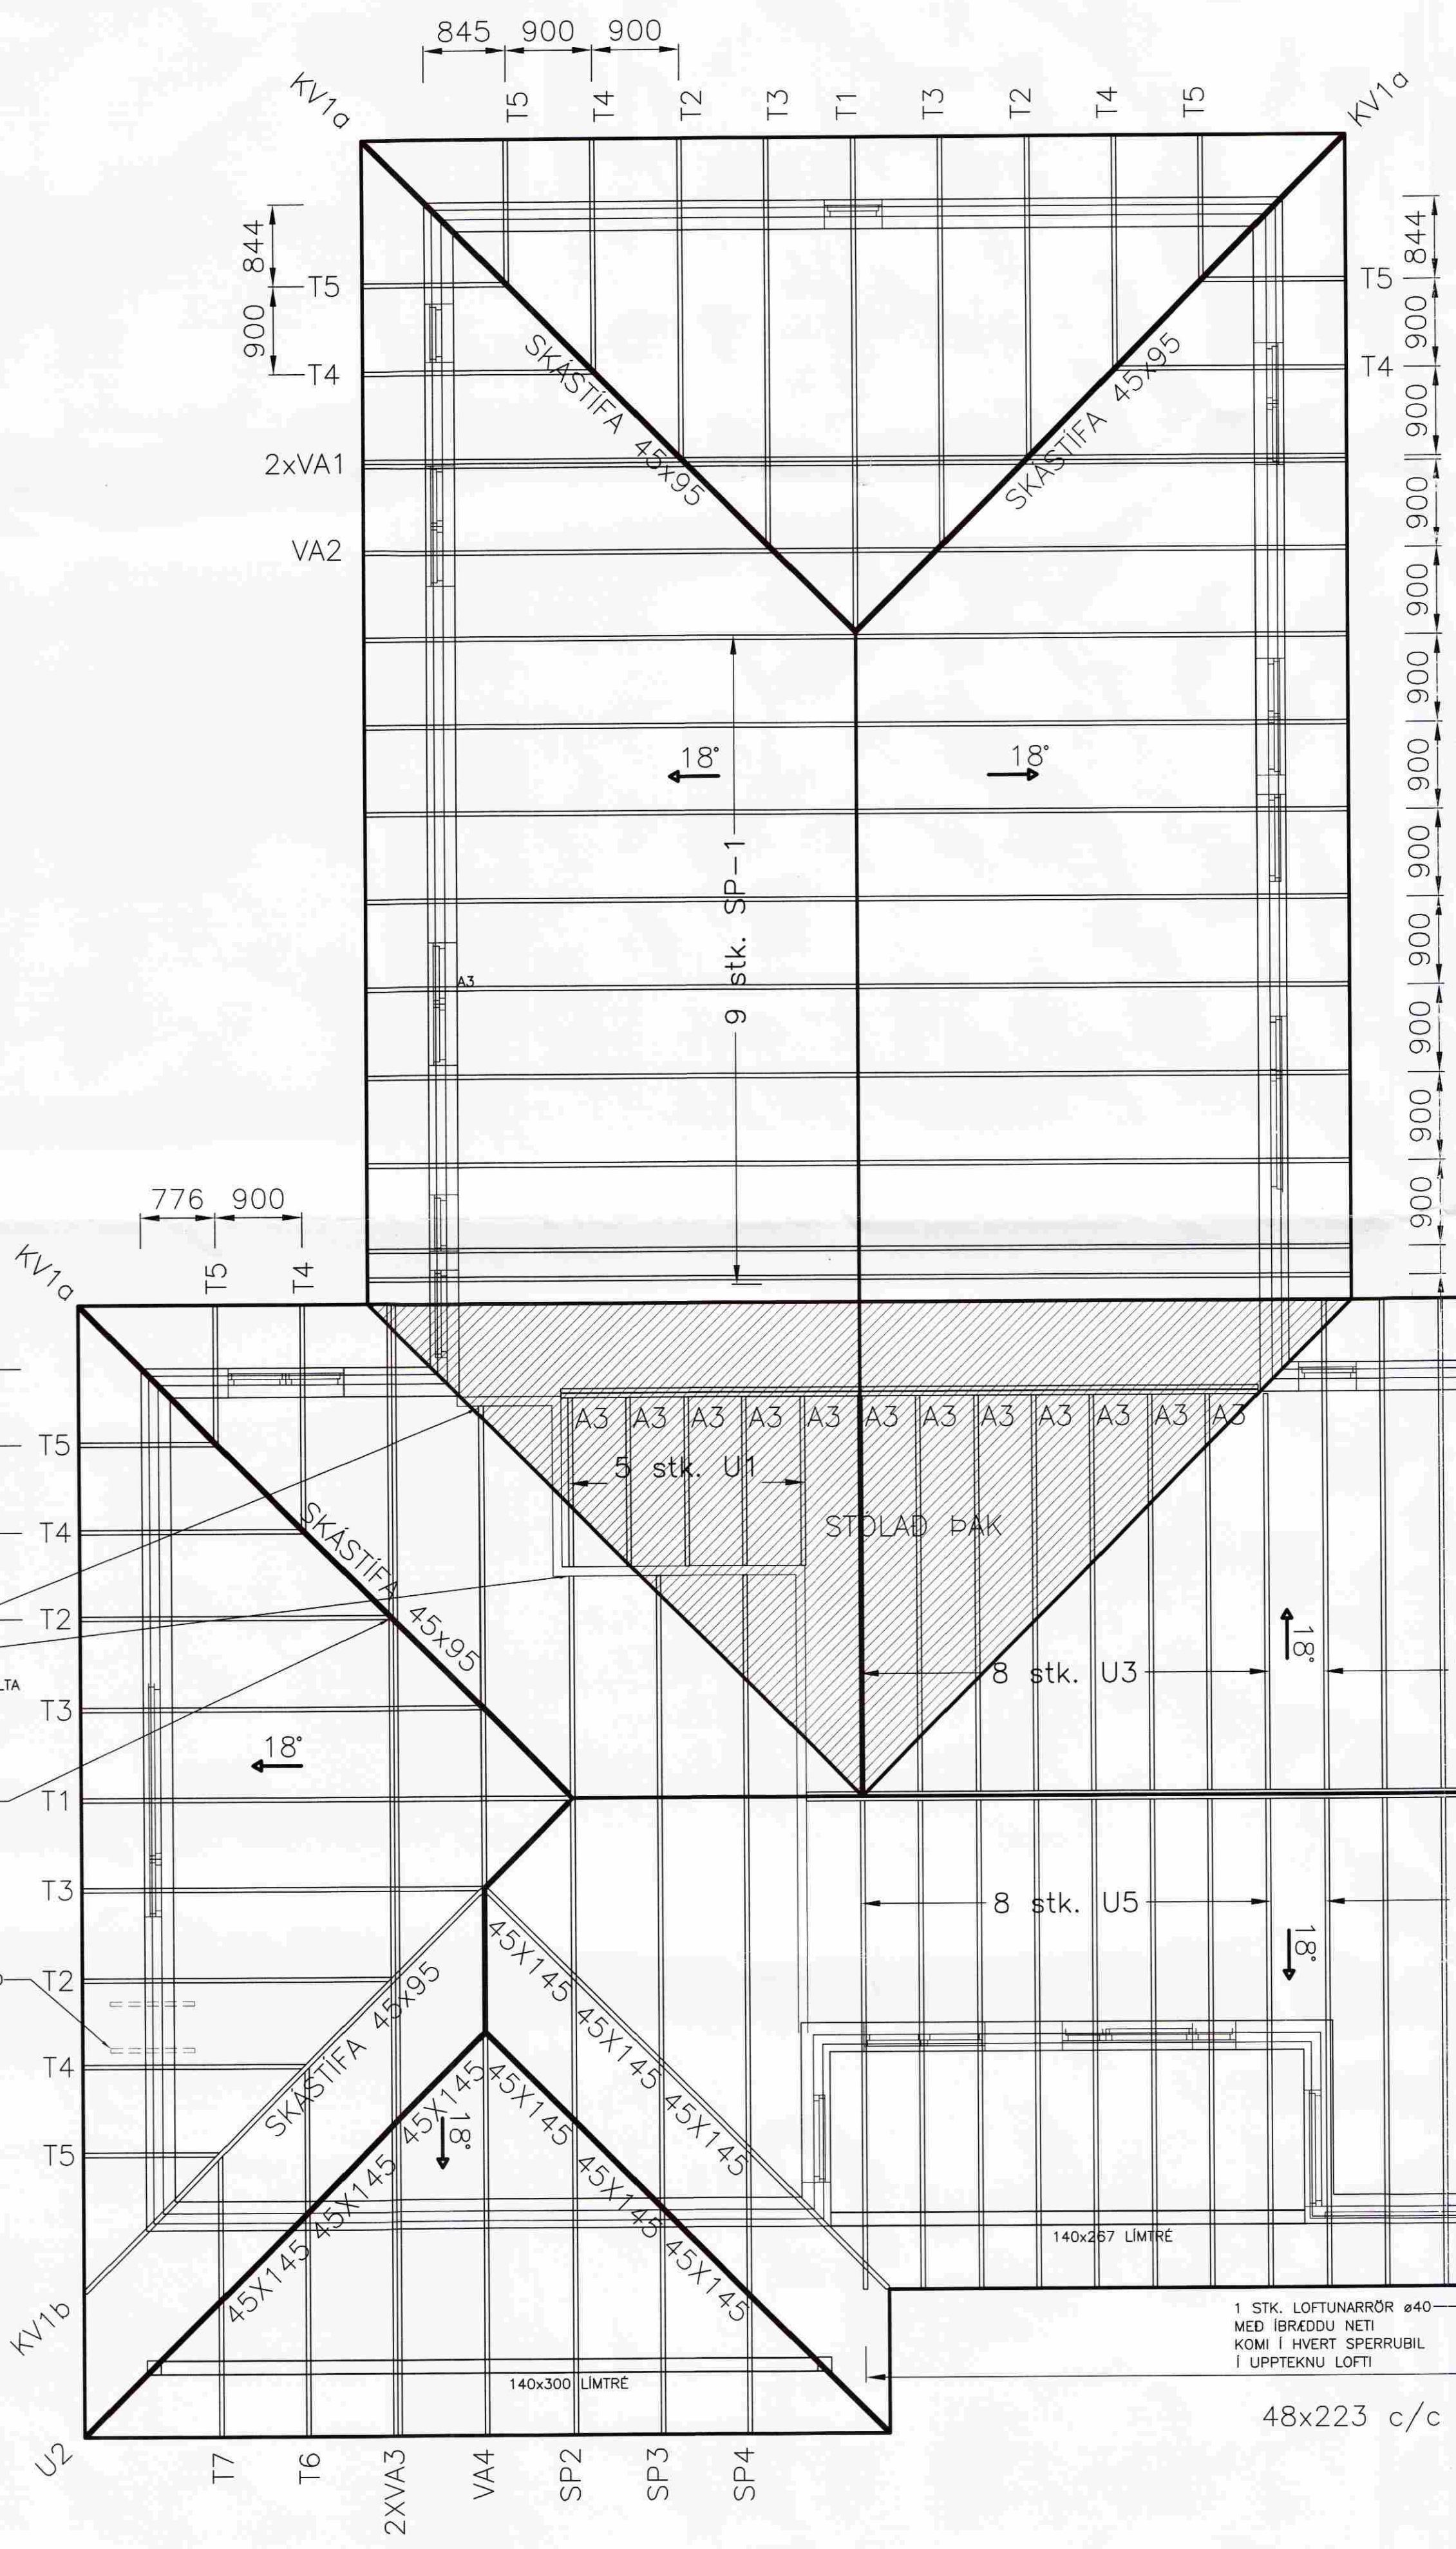 845 900 900
KV1a
T5 T4 T2 T3 T1 T3 T2 T4 T5
KV1a
844
900
T5
T4
2xVA1
VA2
SKÁSTÍFA 45x95
SKÁSTÍFA 45x95
T5
T4
844
900
900
900
900
900
900
900
900
900
900
900
18°
18°
9 stk. SP-1
A3
776 900
KV1a
T5 T4
A3 A3 A3 A3 A3 A3 A3 A3 A3 A3 A3 A3
5 stk. U1
STÓLAÐ ÞAK
T5
T4
T2
LTA
T3
T1
T3
T2
T4
T5
SKÁSTÍFA 45x95
18°
8 stk. U3
18°
8 stk. U5
18°
SKÁSTÍFA 45x95
45X145 45X145 45X145
45X145 45X145 45X145
45X145 45X145 45X145
18°
KV1b
U2
140x267 LÍMTRÉ
140x300 LÍMTRÉ
1 STK. LOFTUNARRÖR ø40
MEÐ ÍBRÆDDU NETI
KOMI Í HVERT SPERRUBIL
Í UPPTEKNU LOFTI
48x223 c/c
T7 T6 2XVA3 VA4 SP2 SP3 SP4